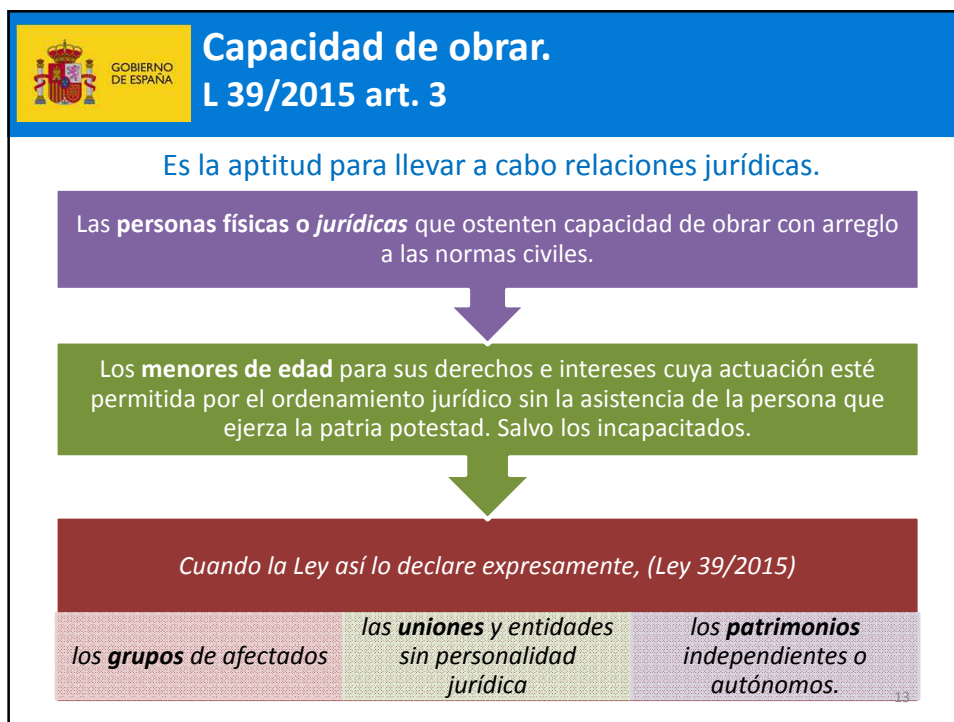 GOBIERNO
DE ESPAÑA
Capacidad de obrar.
L 39/2015 art. 3
Es la aptitud para llevar a cabo relaciones jurídicas.
Las personas físicas o jurídicas que ostenten capacidad de obrar con arreglo
a las normas civiles.
Los menores de edad para sus derechos e intereses cuya actuación esté
permitida por el ordenamiento jurídico sin la asistencia de la persona que
ejerza la patria potestad. Salvo los incapacitados.
Cuando la Ley así lo declare expresamente, (Ley 39/2015)
los grupos de afectados
las uniones y entidades
sin personalidad
jurídica
los patrimonios
independientes o
autónomos.
13